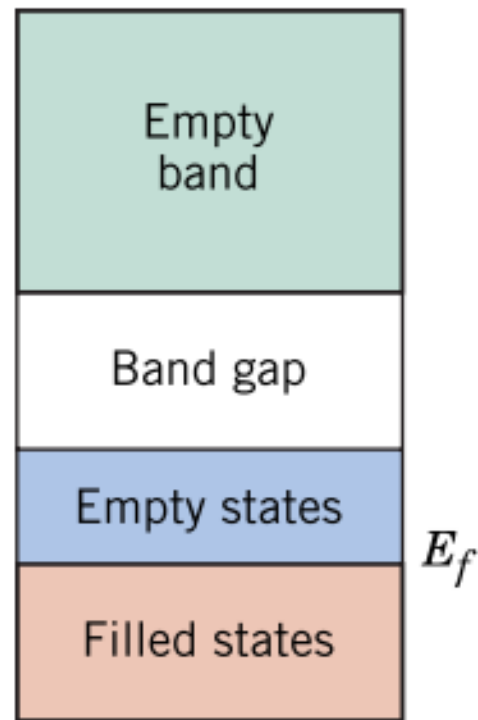 Empty
band
Band gap
Empty states
E_f
Filled states